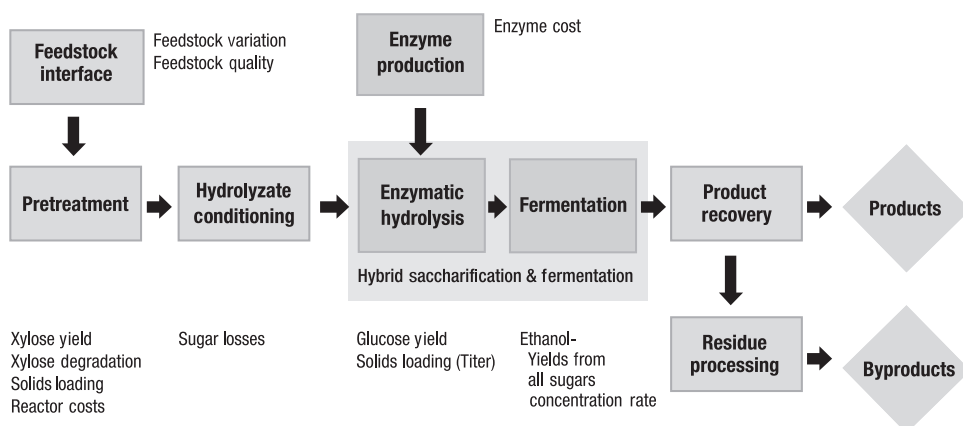 Feedstock
interface
Feedstock variation
Feedstock quality
Enzyme
production
Enzyme cost
Pretreatment
Hydrolyzate
conditioning
Enzymatic
hydrolysis
Fermentation
Product
recovery
Products
Hybrid saccharification & fermentation
Xylose yield
Xylose degradation
Solids loading
Reactor costs
Sugar losses
Glucose yield
Solids loading (Titer)
Ethanol-
Yields from
all sugars
concentration rate
Residue
processing
Byproducts